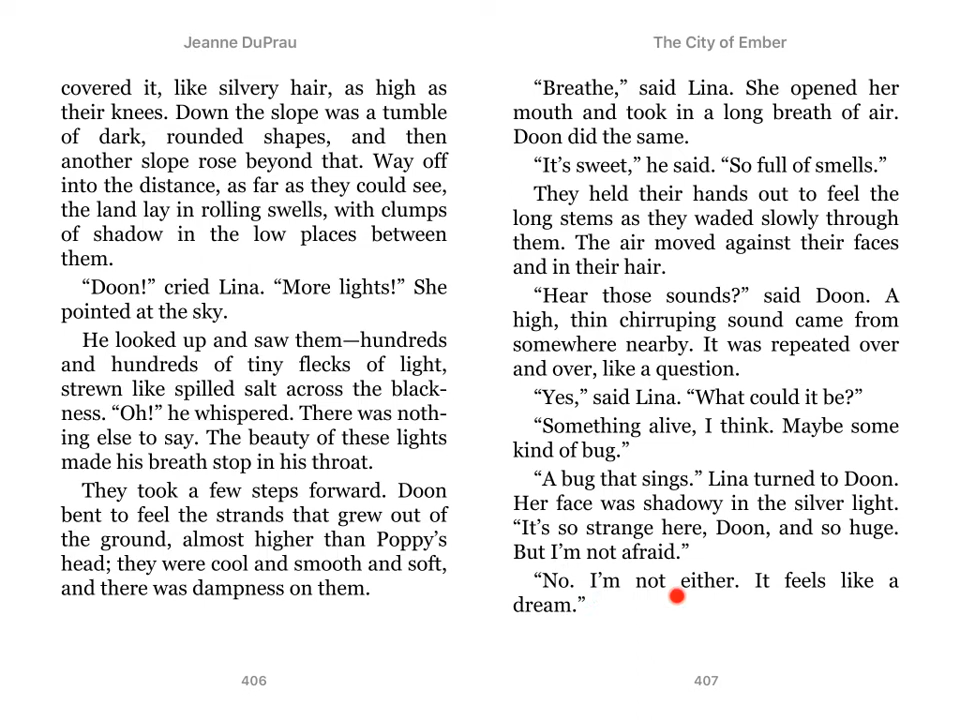 Jeanne DuPrau
covered it, like silvery hair, as high as
their knees. Down the slope was a tumble
of dark, rounded shapes, and then
another slope rose beyond that. Way off
into the distance, as far as they could see,
the land lay in rolling swells, with clumps
of shadow in the low places between
them.
“Doon!” cried Lina. “More lights!” She
pointed at the sky.
He looked up and saw them—hundreds
and hundreds of tiny flecks of light,
strewn like spilled salt across the black-
ness. “Oh!” he whispered. There was noth-
ing else to say. The beauty of these lights
made his breath stop in his throat.
They took a few steps forward. Doon
bent to feel the strands that grew out of
the ground, almost higher than Poppy’s
head; they were cool and smooth and soft,
and there was dampness on them.
406
The City of Ember
“Breathe,” said Lina. She opened her
mouth and took in a long breath of air.
Doon did the same.
“It’s sweet,” he said. “So full of smells.”
They held their hands out to feel the
long stems as they waded slowly through
them. The air moved against their faces
and in their hair.
“Hear those sounds?” said Doon. A
high, thin chirruping sound came from
somewhere nearby. It was repeated over
and over, like a question.
“Yes,” said Lina. “What could it be?”
“Something alive, I think. Maybe some
kind of bug.”
“A bug that sings.” Lina turned to Doon.
Her face was shadowy in the silver light.
“It’s so strange here, Doon, and so huge.
But I’m not afraid.”
“No. I’m not either. It feels like a
dream.”
407